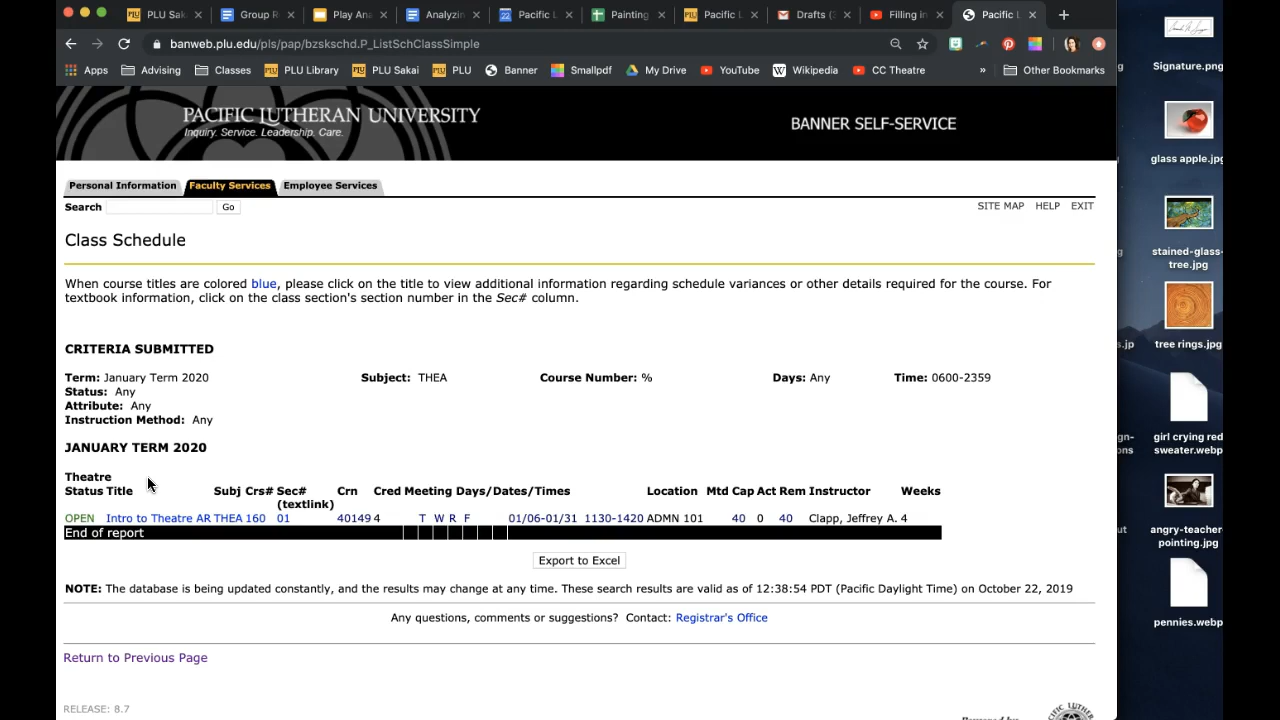 PLU Sak
Group R
Play Ana
Analyzin
Pacific L
Painting
Pacific
Drafts (
Filling in
Pacific L
banweb.plu.edu/pls/pap/bzskschd.P_ListSchClassSimple
Apps Advising Classes PLU Library PLU Sakai PLU Banner Smallpdf My Drive YouTube Wikipedia CC Theatre » Other Bookmarks
PACIFIC LUTHERAN UNIVERSITY
Inquiry. Service. Leadership. Care.
BANNER SELF-SERVICE
Personal Information Faculty Services Employee Services
Search Go SITE MAP HELP EXIT
Class Schedule
When course titles are colored blue, please click on the title to view additional information regarding schedule variances or other details required for the course. For
textbook information, click on the class section's section number in the Sec# column.
CRITERIA SUBMITTED
Term: January Term 2020 Subject: THEA Course Number: % Days: Any Time: 0600-2359
Status: Any
Attribute: Any
Instruction Method: Any
JANUARY TERM 2020
Theatre
Status Title Subj Crs# Sec# Crn Cred Meeting Days/Dates/Times Location Mtd Cap Act Rem Instructor Weeks
(textlink)
OPEN Intro to Theatre AR THEA 160 01 40149 4 T W R F 01/06-01/31 1130-1420 ADMN 101 40 0 40 Clapp, Jeffrey A. 4
End of report
Export to Excel
NOTE: The database is being updated constantly, and the results may change at any time. These search results are valid as of 12:38:54 PDT (Pacific Daylight Time) on October 22, 2019
Any questions, comments or suggestions? Contact: Registrar's Office
Return to Previous Page
RELEASE: 8.7
Powered by
Signature.png
glass apple.jpg
stained-glass-
tree.jpg
tree rings.jpg
girl crying red
sweater.webp
angry-teacher-
pointing.jpg
pennies.webp